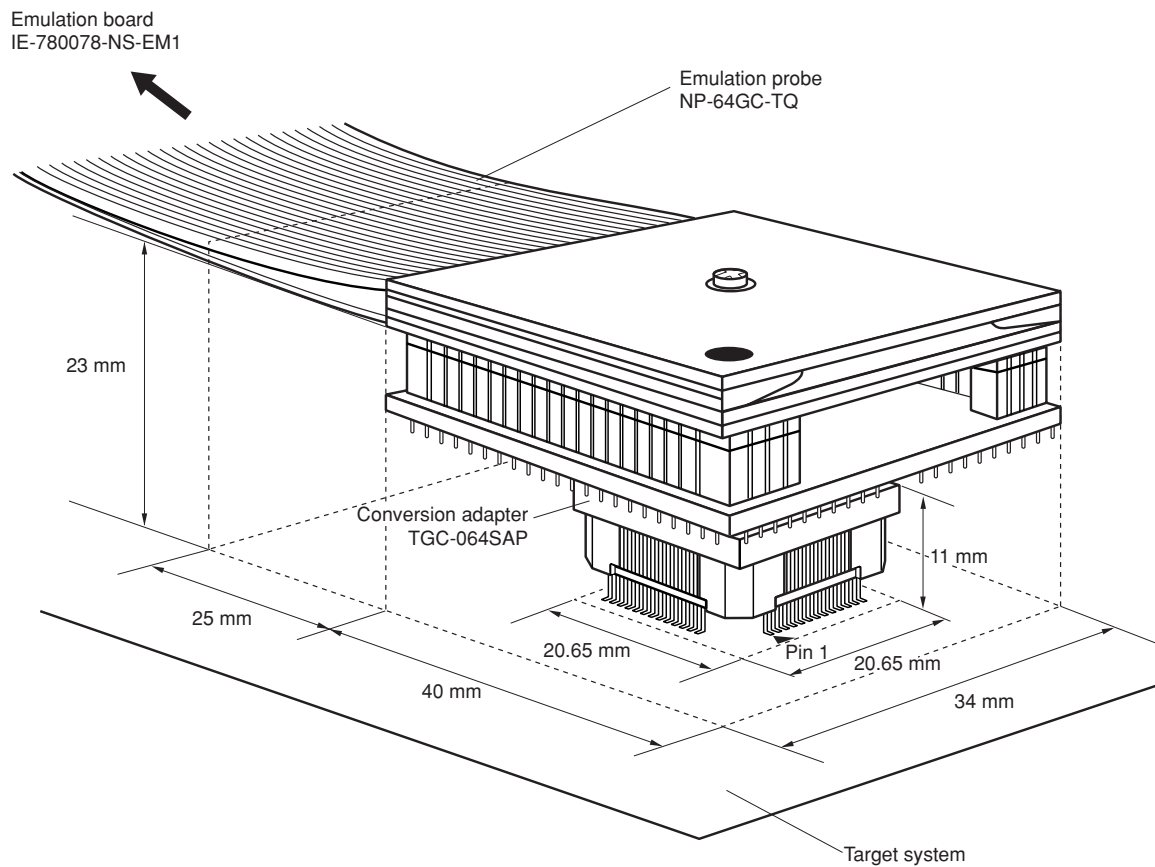 Emulation board
IE-780078-NS-EM1
Emulation probe
NP-64GC-TQ
23 mm
Conversion adapter
TGC-064SAP
11 mm
25 mm
20.65 mm
Pin 1
20.65 mm
40 mm
34 mm
Target system